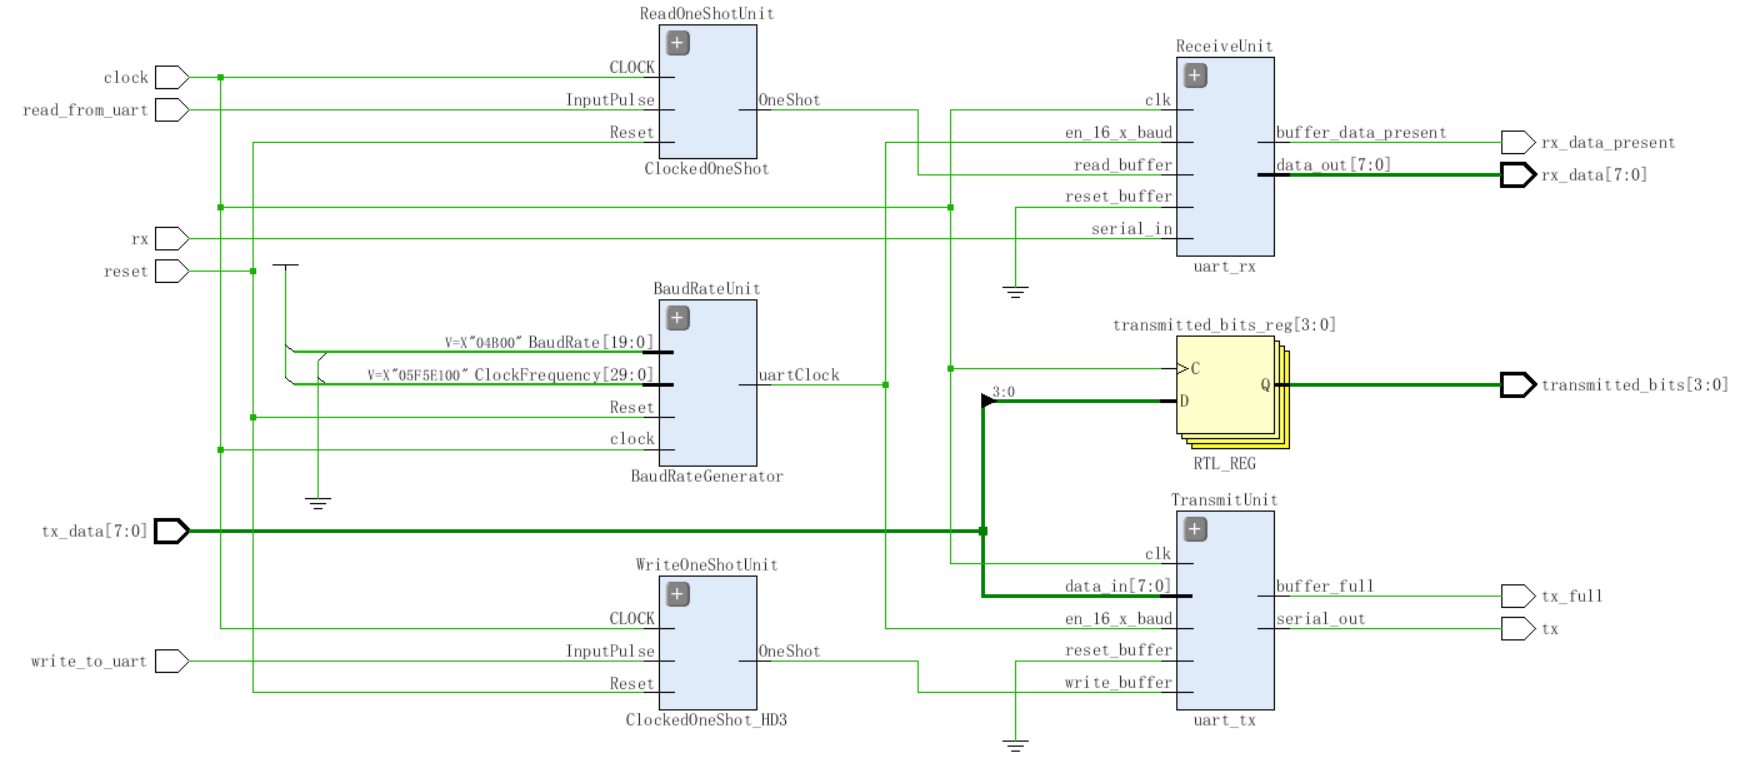 ReadOneShotUnit
clock
CLOCK
read_from_uart
InputPulse
OneShot
Reset
ClockedOneShot
ReceiveUnit
clk
en_16_x_baud
buffer_data_present
rx_data_present
read_buffer
data_out[7:0]
rx_data[7:0]
reset_buffer
rx
serial_in
reset
uart_rx
BaudRateUnit
V=X"04B00" BaudRate[19:0]
V=X"05F5E100" ClockFrequency[29:0]
uartClock
Reset
clock
BaudRateGenerator
transmitted_bits_reg[3:0]
C
3:0
D
Q
transmitted_bits[3:0]
RTL_REG
tx_data[7:0]
TransmitUnit
clk
data_in[7:0]
buffer_full
tx_full
en_16_x_baud
serial_out
tx
reset_buffer
write_buffer
uart_tx
WriteOneShotUnit
CLOCK
write_to_uart
InputPulse
OneShot
Reset
ClockedOneShot_HD3